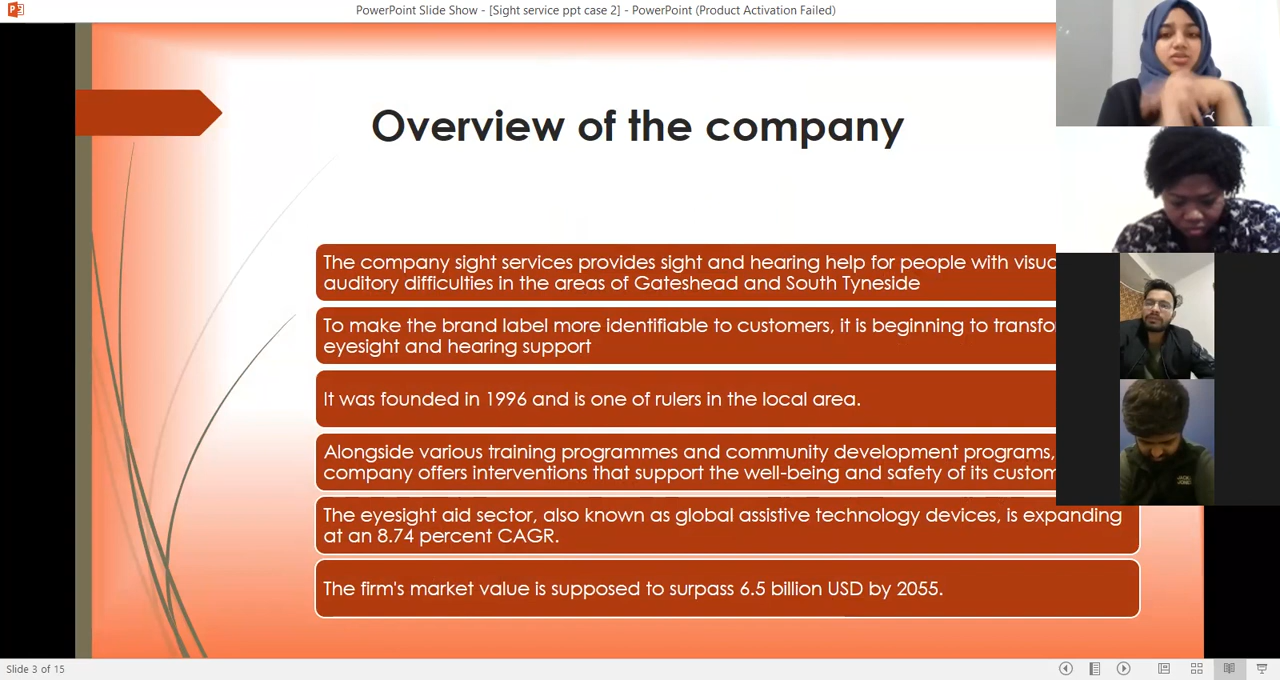 PowerPoint Slide Show - [Sight service ppt case 2] - PowerPoint (Product Activation Failed)
Overview of the company
The company sight services provides sight and hearing help for people with
auditory difficulties in the areas of Gateshead and South Tyneside
To make the brand label more identifiable to customers, it is beginning to
eyesight and hearing support
It was founded in 1996 and is one of rulers in the local area.
Alongside various training programmes and community development programs,
company offers interventions that support the well-being and safety of its
The eyesight aid sector, also known as global assistive technology devices, is expanding
at an 8.74 percent CAGR.
The firm's market value is supposed to surpass 6.5 billion USD by 2055.
Slide 3 of 15